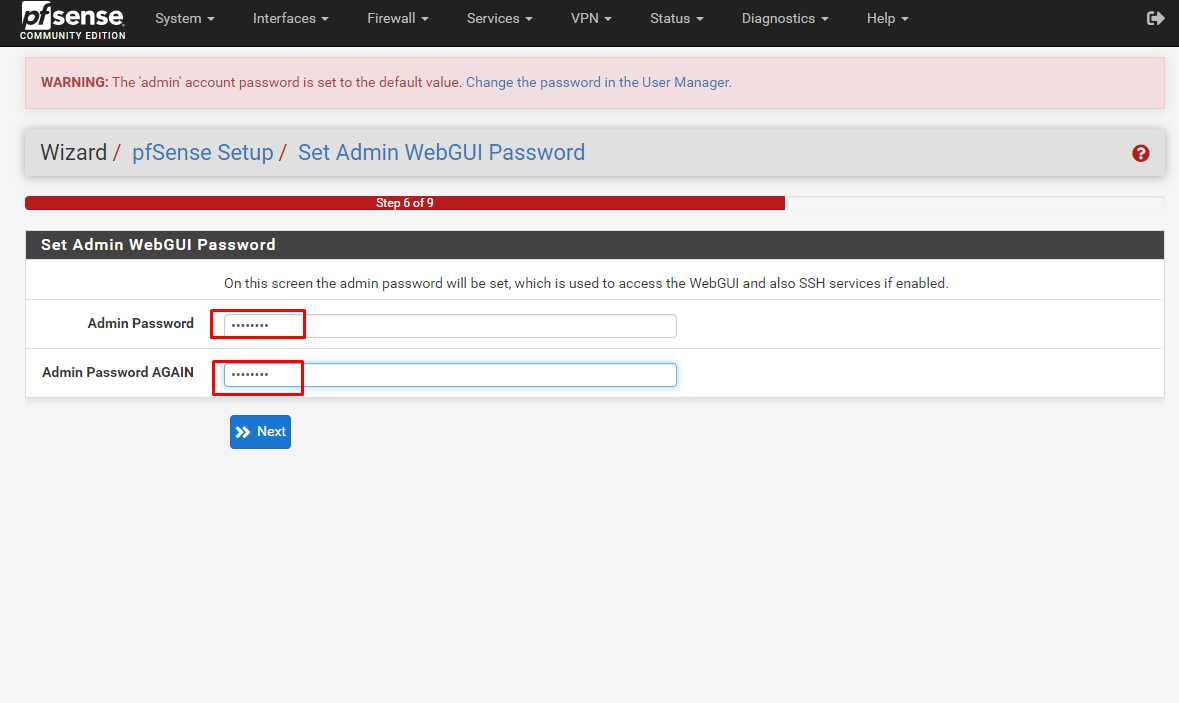 pfsense
COMMUNITY EDITION
System Interfaces Firewall Services VPN Status Diagnostics Help
WARNING: The 'admin' account password is set to the default value. Change the password in the User Manager.
Wizard / pfSense Setup / Set Admin WebGUI Password
Step 6 of 9
Set Admin WebGUI Password
On this screen the admin password will be set, which is used to access the WebGUI and also SSH services if enabled.
Admin Password ••••••••
Admin Password AGAIN ••••••••
Next